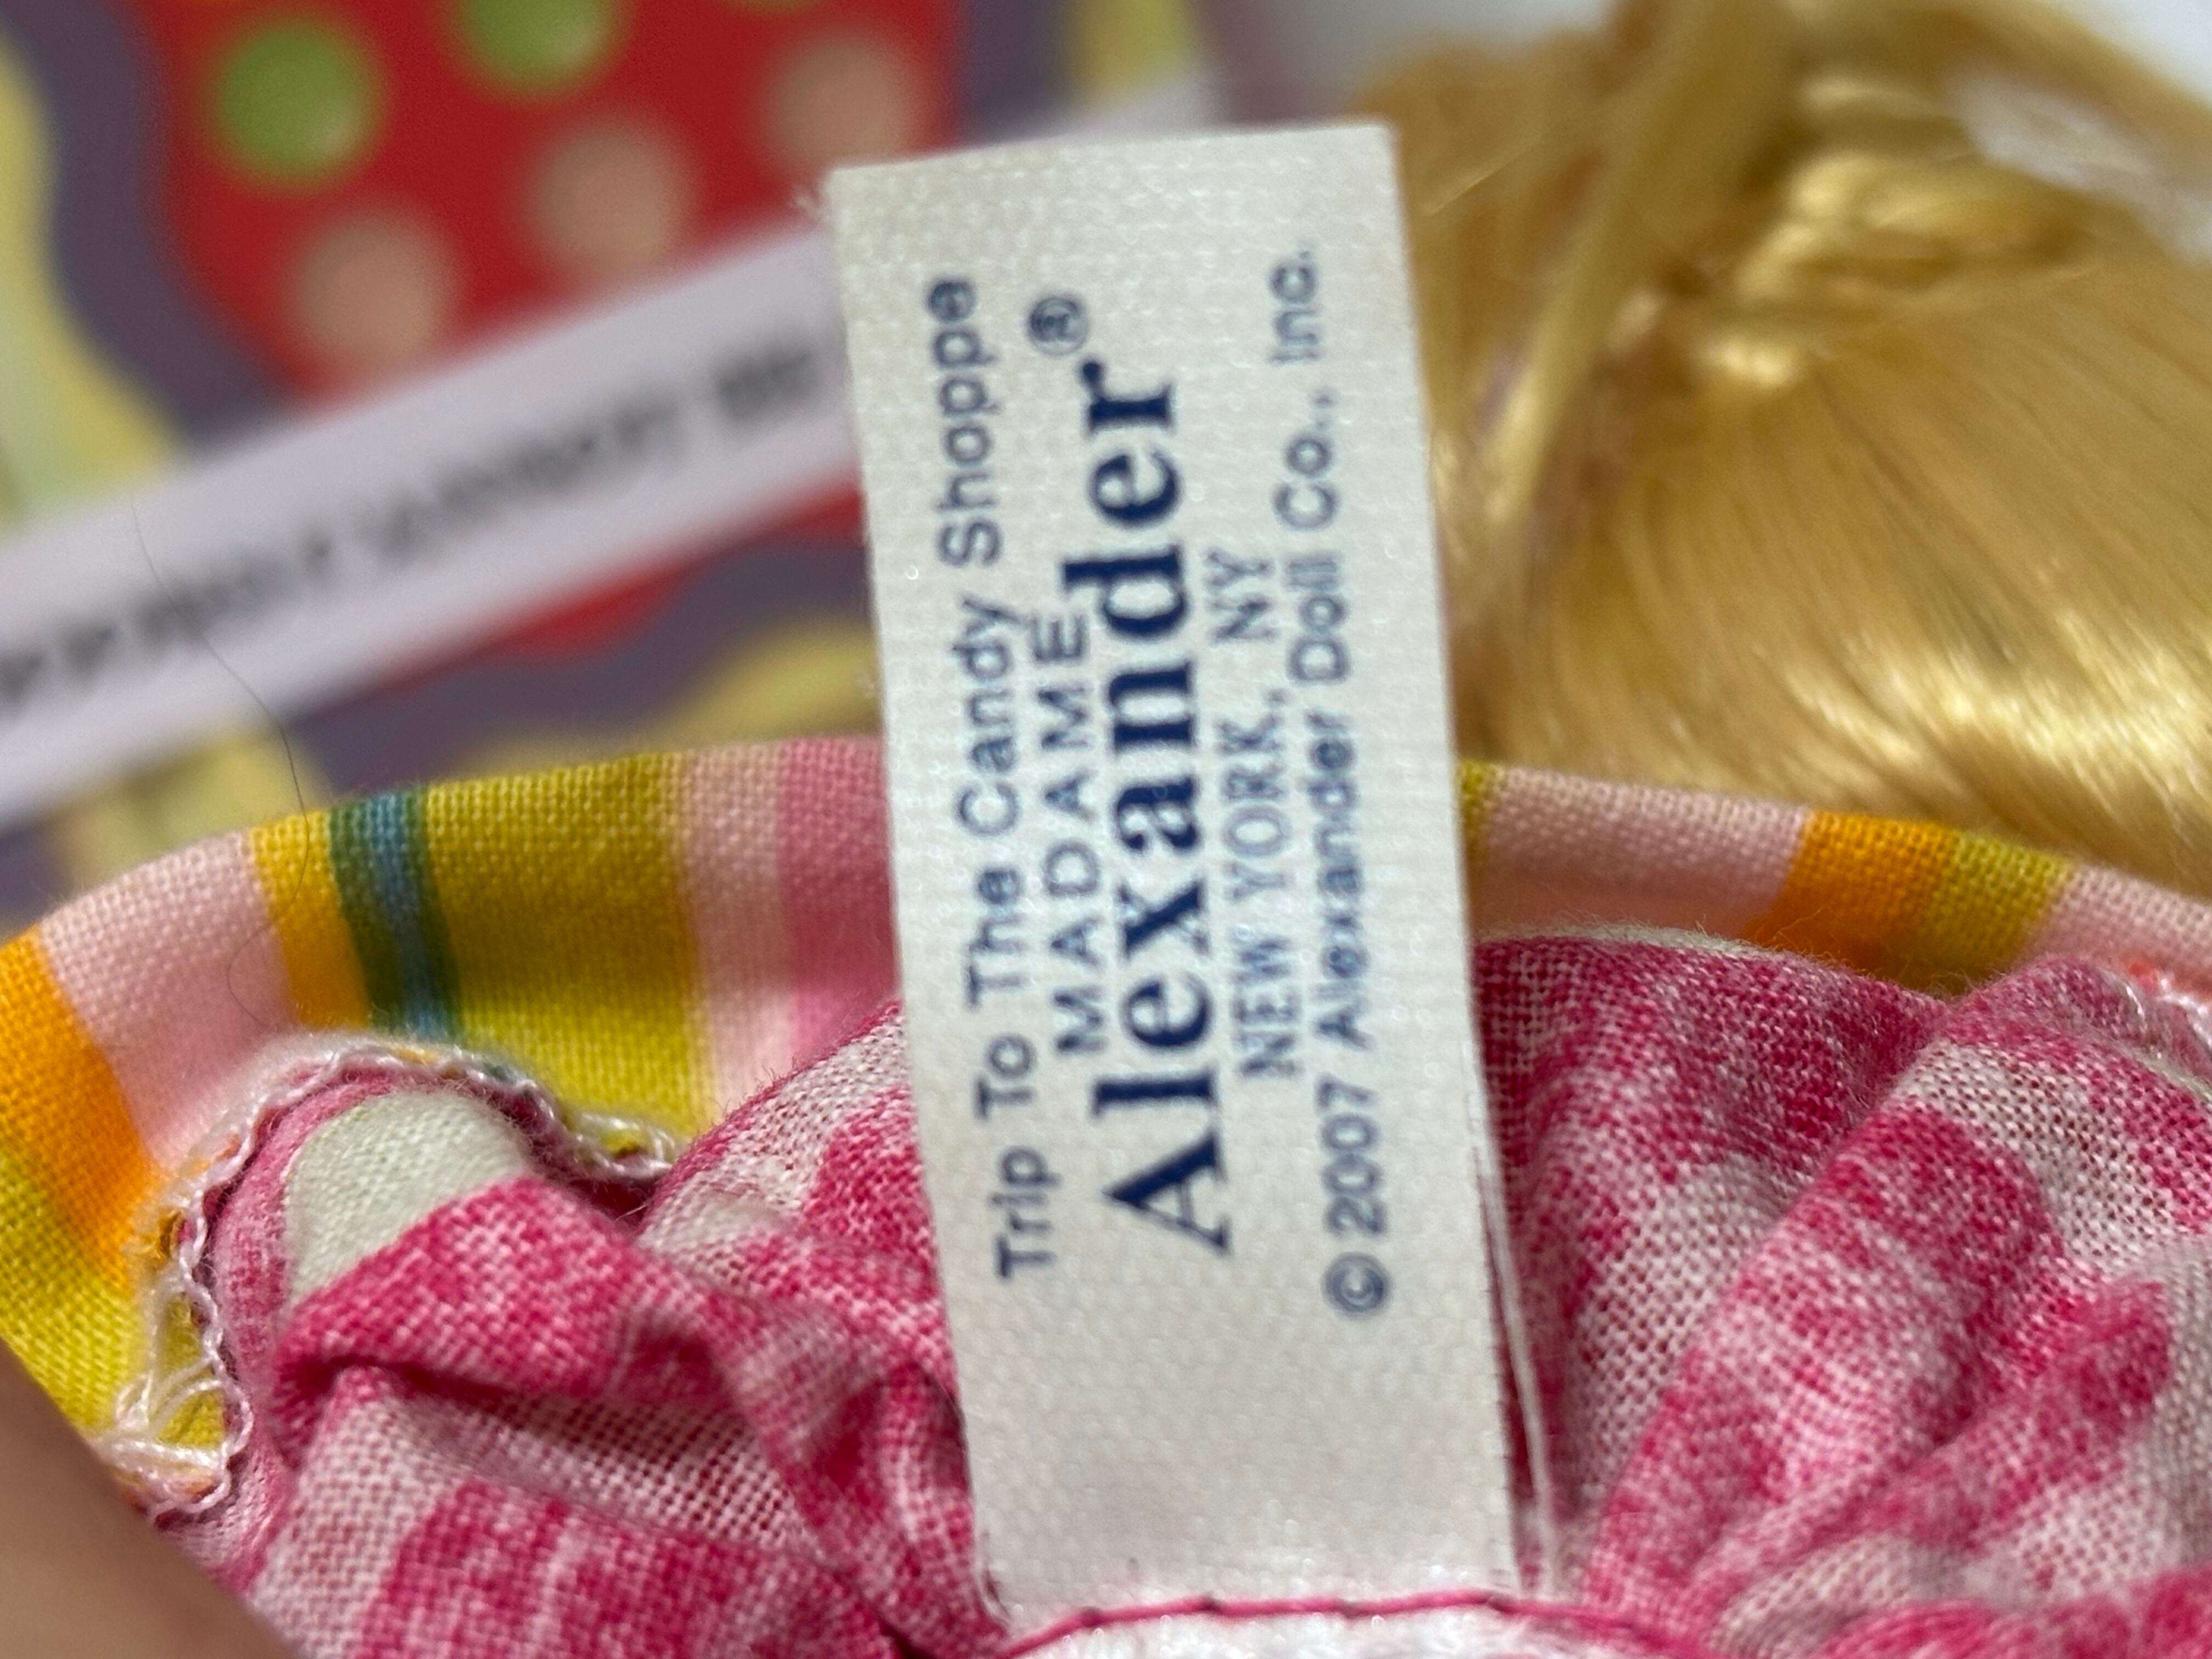 Trip To The Candy Shoppe
MADAME
Alexander®
NEW YORK, NY
© 2007 Alexander Doll Co., Inc.